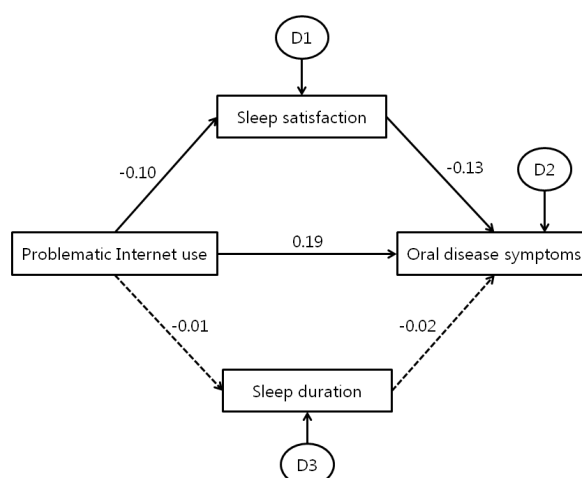 D1
Sleep satisfaction
-0.10
-0.13
D2
Problematic Internet use
0.19
Oral disease symptoms
-0.01
-0.02
Sleep duration
D3